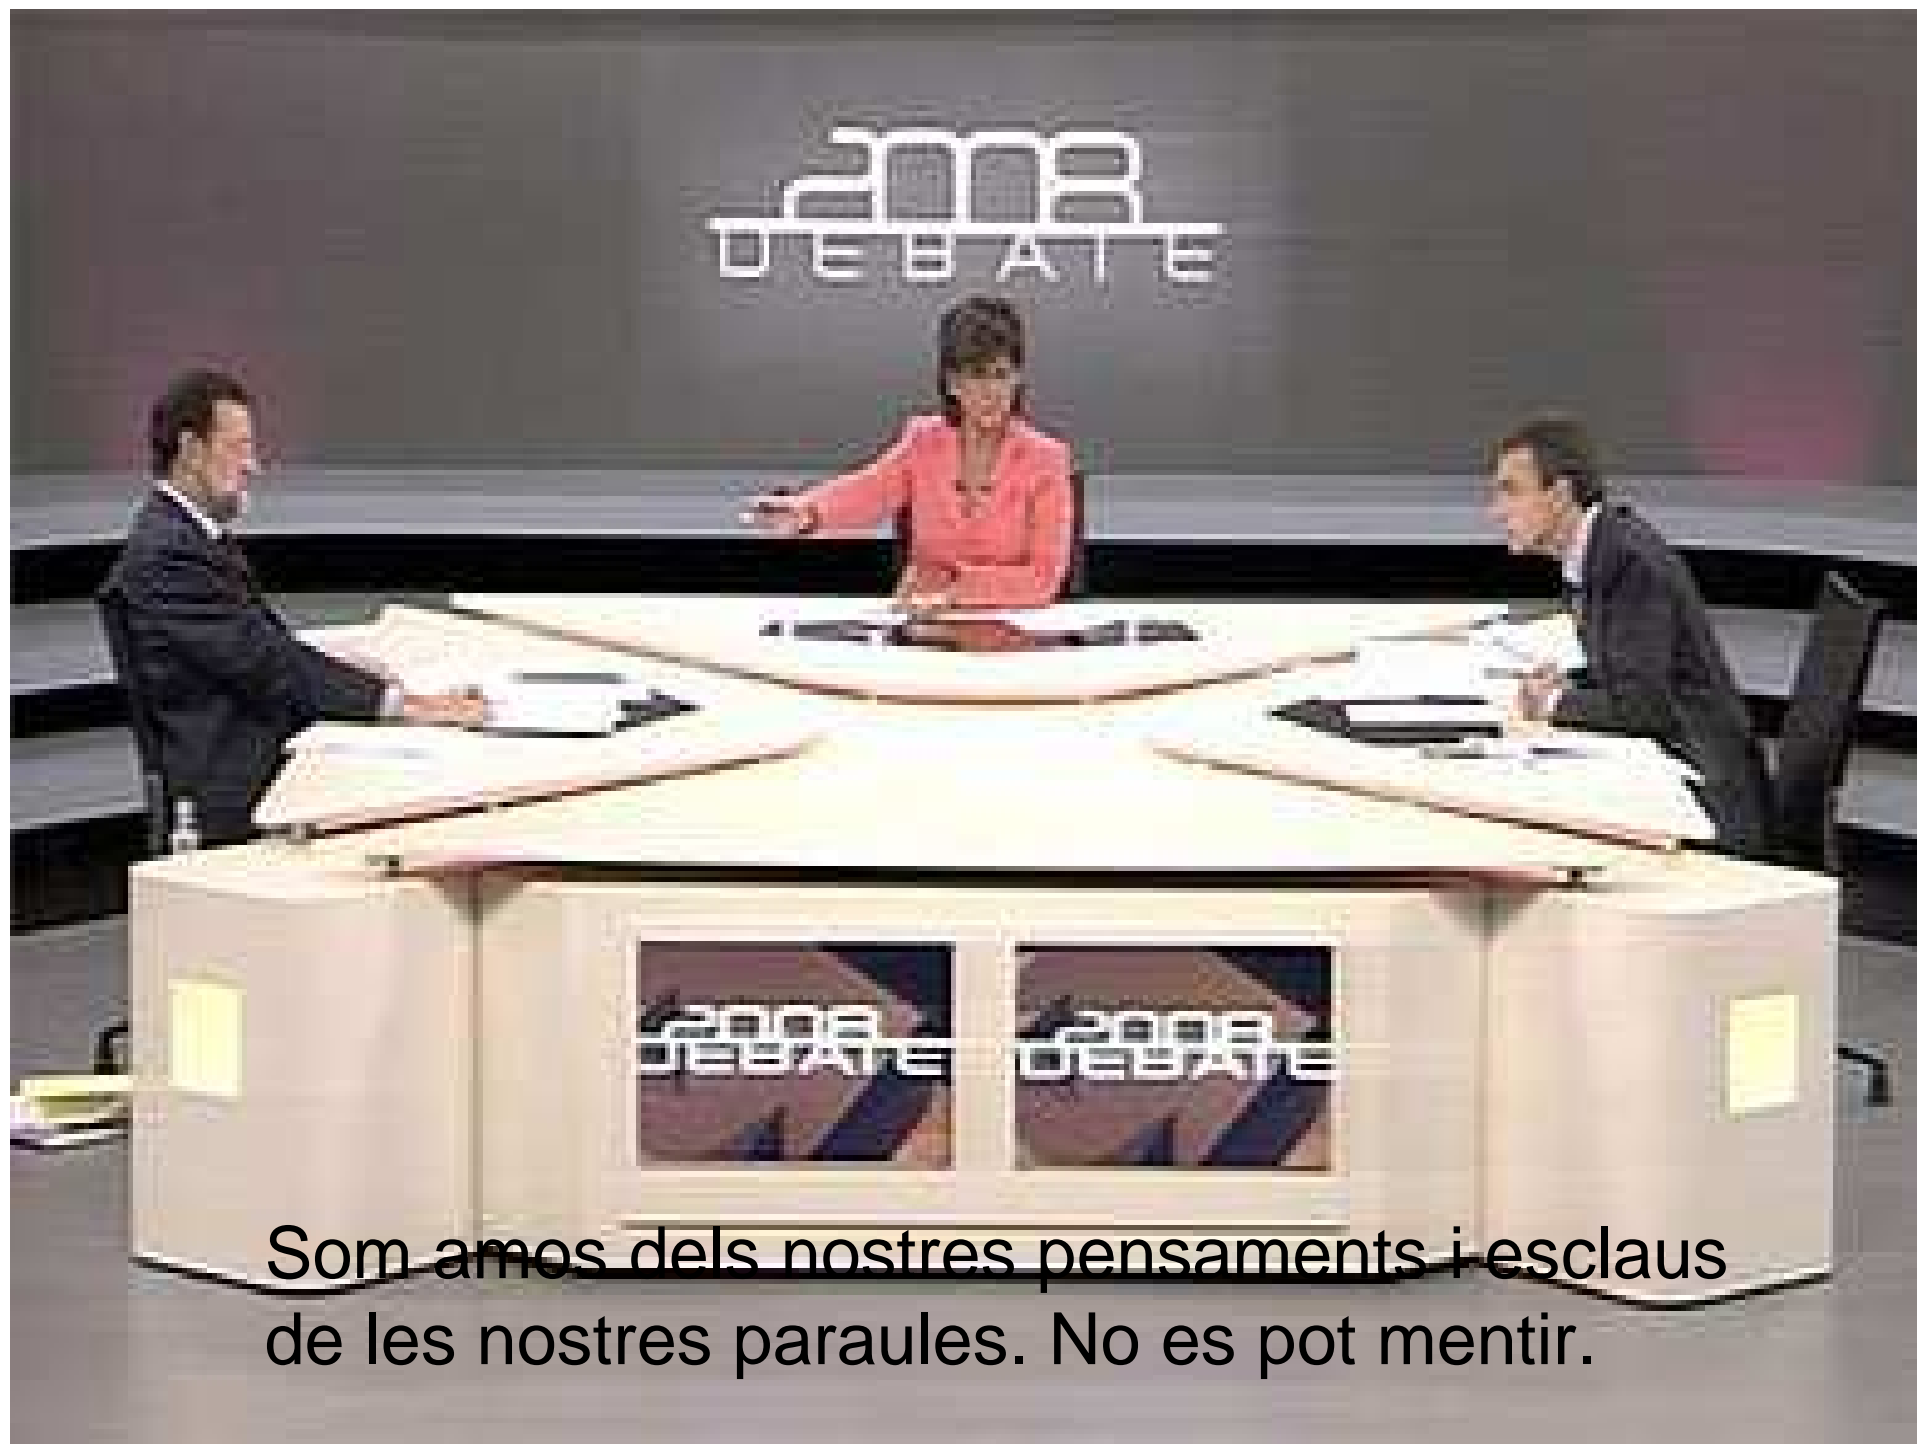 2008
DEBATE
2008
DEBATE
2008
DEBATE
Som amos dels nostres pensaments i esclaus
de les nostres paraules. No es pot mentir.